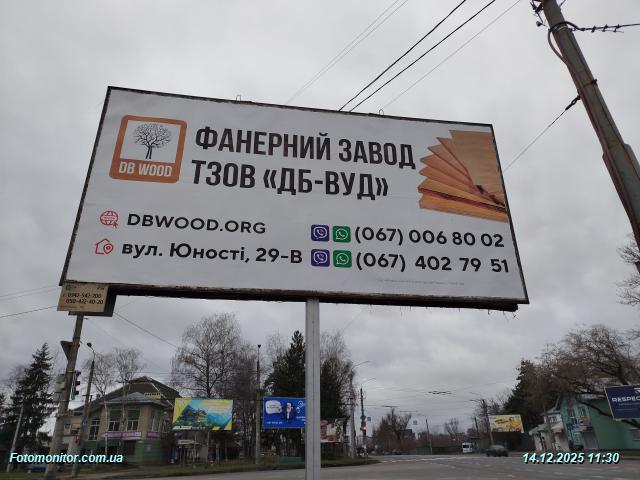 ФАНЕРНИЙ ЗАВОД
ТЗОВ «ДБ-ВУД»
DB WOOD
DBWOOD.ORG
(067) 006 80 02
вул. Юності, 29-В
(067) 402 79 51
RESPEC
Fotomonitor.com.ua
14.12.2025 11:30